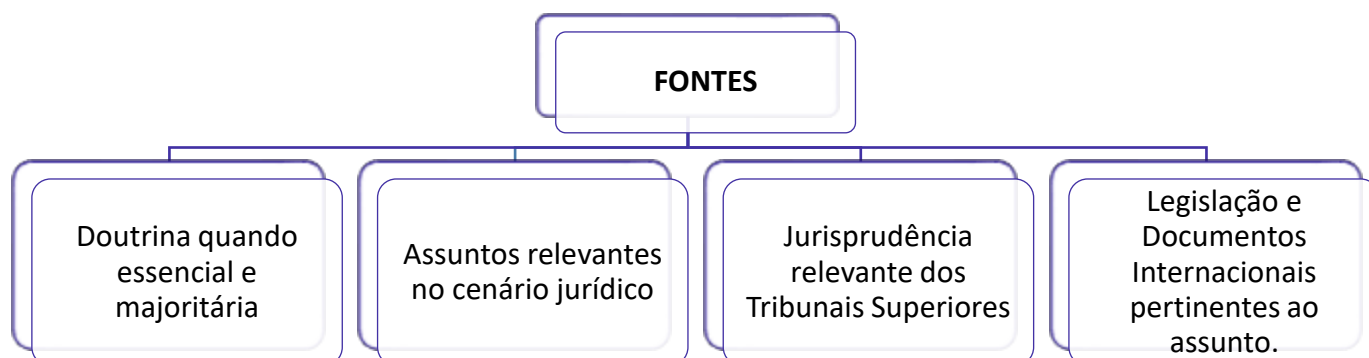 FONTES
Doutrina quando
essencial e
majoritária
Assuntos relevantes
no cenário jurídico
Jurisprudência
relevante dos
Tribunais Superiores
Legislação e
Documentos
Internacionais
pertinentes ao
assunto.